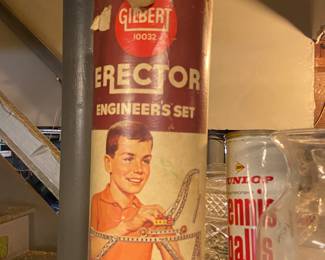 GILBERT
10032
ERECTOR
ENGINEER'S SET
DUNLOP
Tennis
Balls